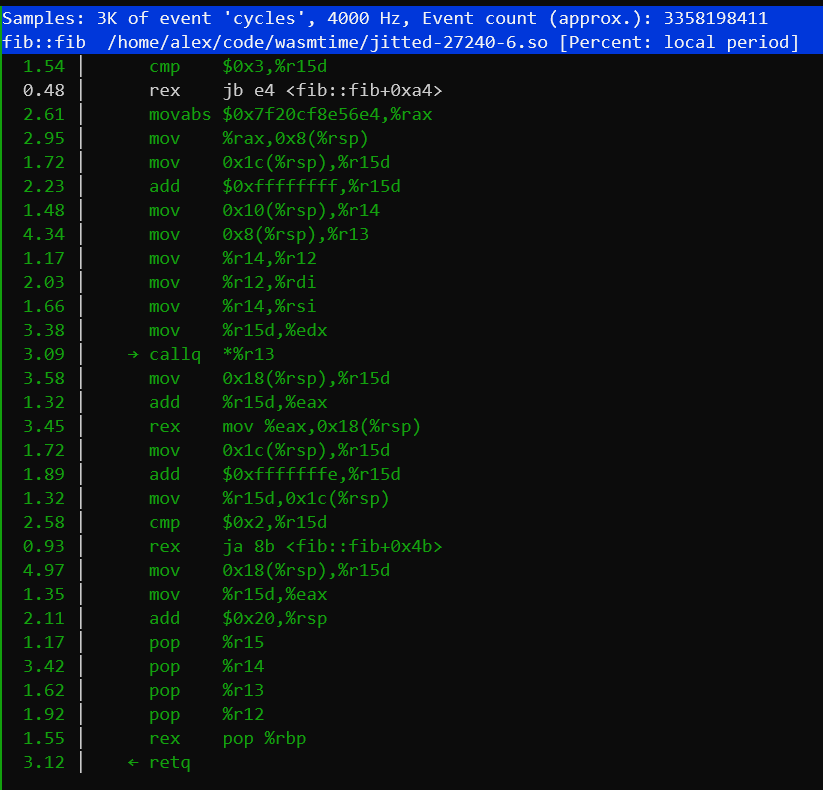 Samples: 3K of event 'cycles', 4000 Hz, Event count (approx.): 3358198411
fib::fib  /home/alex/code/wasmtime/jitted-27240-6.so [Percent: local period]
1.54 │ cmp $0x3,%r15d
0.48 │ rex jb e4 <fib::fib+0xa4>
2.61 │ movabs $0x7f20cf8e56e4,%rax
2.95 │ mov %rax,0x8(%rsp)
1.72 │ mov 0x1c(%rsp),%r15d
2.23 │ add $0xffffffff,%r15d
1.48 │ mov 0x10(%rsp),%r14
4.34 │ mov 0x8(%rsp),%r13
1.17 │ mov %r14,%r12
2.03 │ mov %r12,%rdi
1.66 │ mov %r14,%rsi
3.38 │ mov %r15d,%edx
3.09 │ → callq *%r13
3.58 │ mov 0x18(%rsp),%r15d
1.32 │ add %r15d,%eax
3.45 │ rex mov %eax,0x18(%rsp)
1.72 │ mov 0x1c(%rsp),%r15d
1.89 │ add $0xfffffffe,%r15d
1.32 │ mov %r15d,0x1c(%rsp)
2.58 │ cmp $0x2,%r15d
0.93 │ rex ja 8b <fib::fib+0x4b>
4.97 │ mov 0x18(%rsp),%r15d
1.35 │ mov %r15d,%eax
2.11 │ add $0x20,%rsp
1.17 │ pop %r15
3.42 │ pop %r14
1.62 │ pop %r13
1.92 │ pop %r12
1.55 │ rex pop %rbp
3.12 │ ← retq